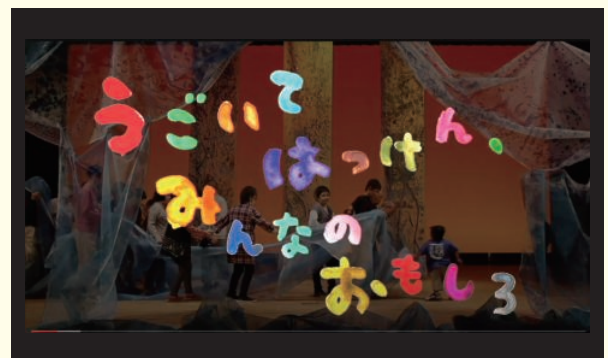 うごいて
はっけん、
みんなの
おもしろ